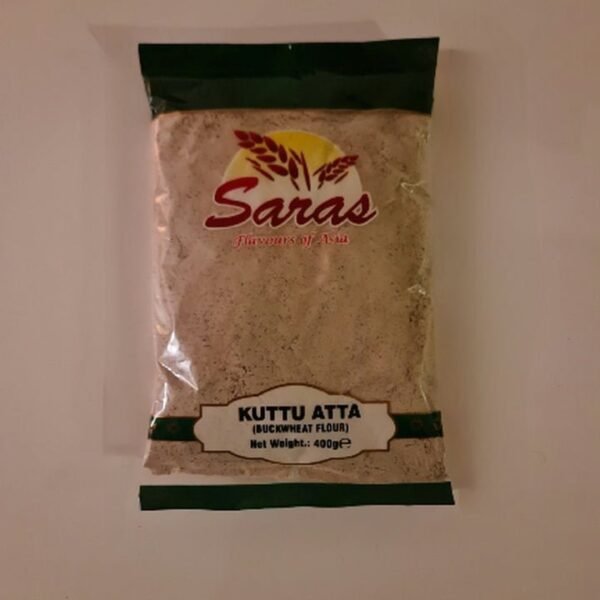 Saras
Flavours of Asia
KUTTU ATTA
(BUCKWHEAT FLOUR)
Net Weight.: 400g℮